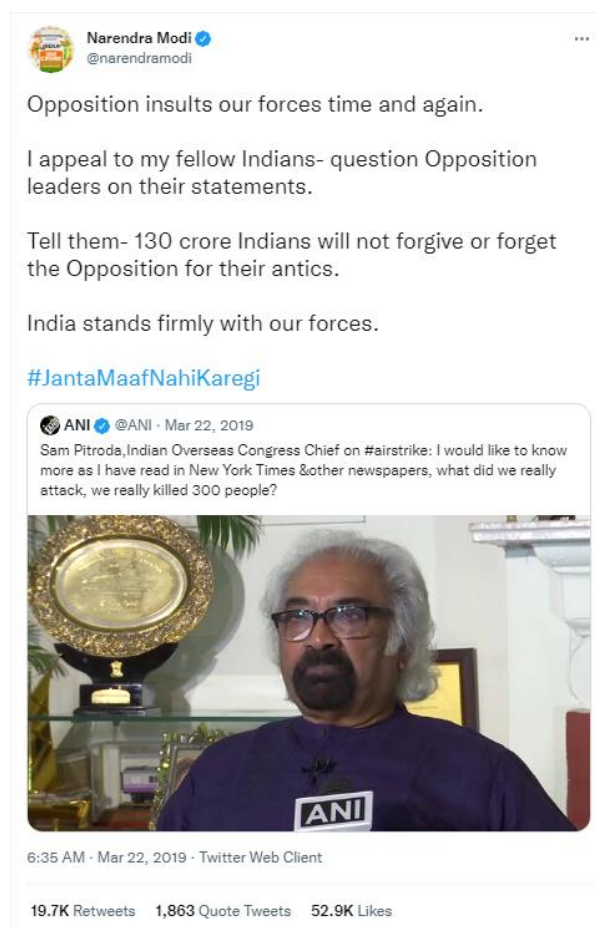 Narendra Modi
@narendramodi
Opposition insults our forces time and again.
I appeal to my fellow Indians- question Opposition
leaders on their statements.
Tell them- 130 crore Indians will not forgive or forget
the Opposition for their antics.
India stands firmly with our forces.
#JantaMaafNahiKaregi
ANI @ANI · Mar 22, 2019
Sam Pitroda,Indian Overseas Congress Chief on #airstrike: I would like to know
more as I have read in New York Times &other newspapers, what did we really
attack, we really killed 300 people?
ANI
6:35 AM · Mar 22, 2019 · Twitter Web Client
19.7K Retweets 1,863 Quote Tweets 52.9K Likes